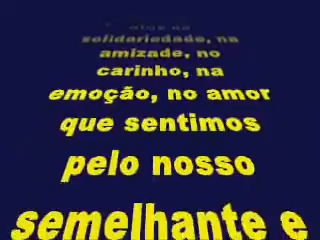 solidariedade, na
amizade, no
carinho, na
emoção, no amor
que sentimos
pelo nosso
semelhante e